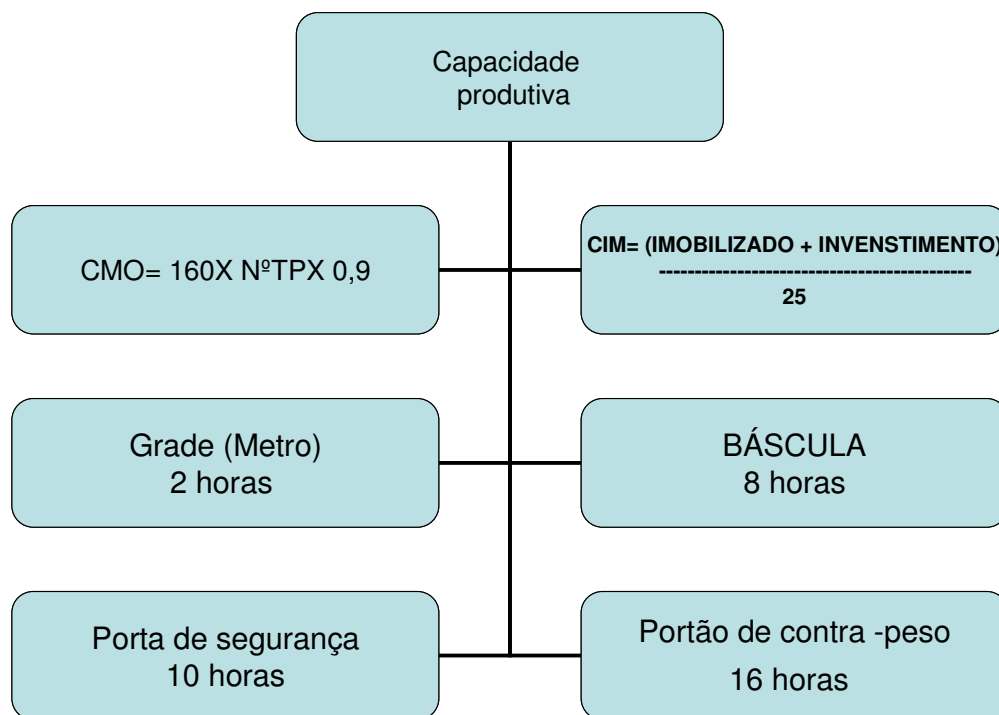 Capacidade
produtiva
CMO= 160X NºTPX 0,9
CIM= (IMOBILIZADO + INVENSTIMENTO)
--------------------------------------------
25
Grade (Metro)
2 horas
BÁSCULA
8 horas
Porta de segurança
10 horas
Portão de contra -peso
16 horas